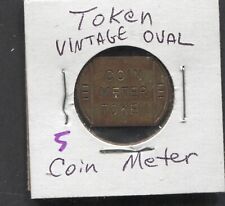 Token
VINTAGE OVAL
COIN
METER
TOKEN
5
Coin Meter